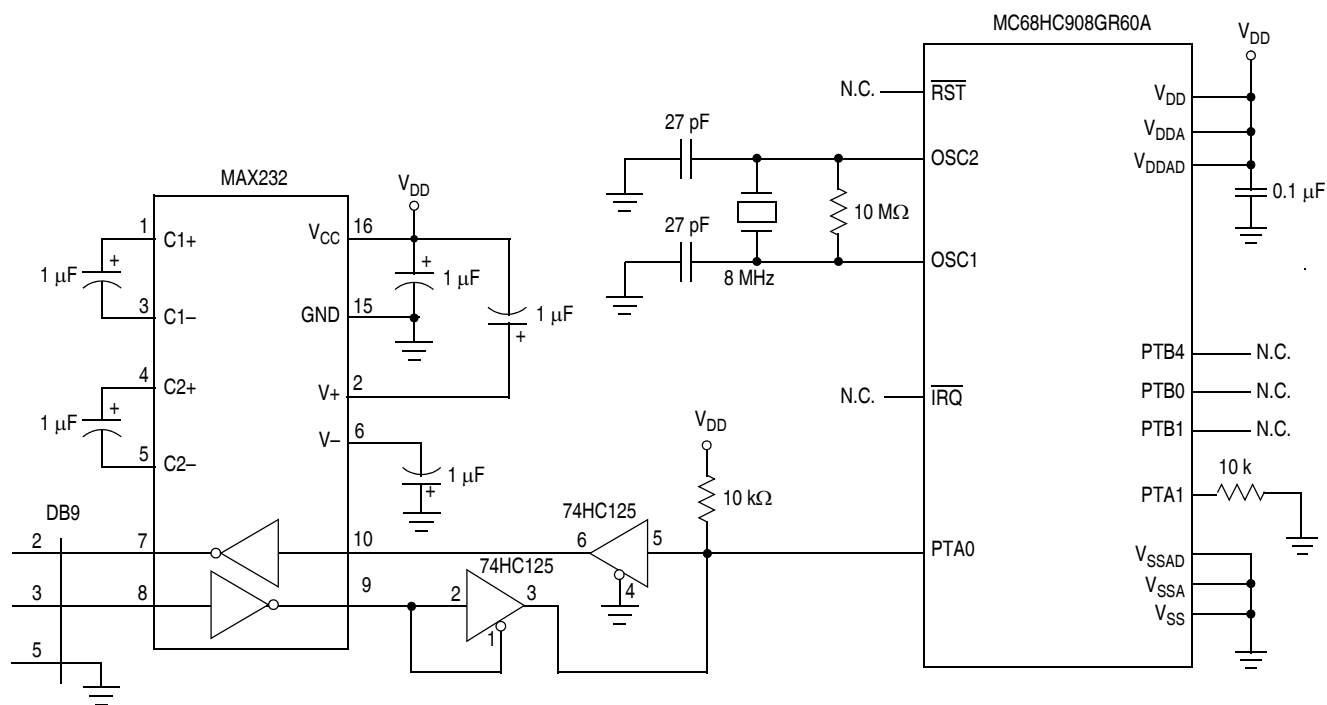 MC68HC908GR60A
VDD
N.C.
RST
VDD
27 pF
VDDA
OSC2
VDDAD
MAX232
VDD
10 MΩ
0.1 µF
1
C1+
VCC
16
27 pF
1 µF
+
+
1 µF
OSC1
8 MHz
3
C1–
GND
15
1 µF
+
PTB4
N.C.
4
C2+
V+
2
N.C.
IRQ
PTB0
N.C.
1 µF
+
VDD
PTB1
N.C.
V–
6
5
C2–
1 µF
+
10 kΩ
PTA1
10 k
DB9
74HC125
2
7
10
6
5
4
PTA0
VSSAD
74HC125
3
8
9
2
3
1
VSSA
VSS
5